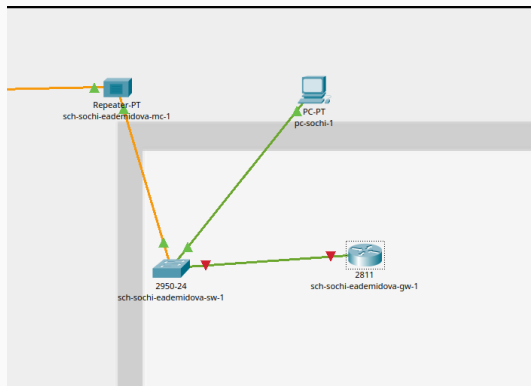 Repeater-PT
sch-sochi-eademidova-mc-1
PC-PT
pc-sochi-1
2950-24
sch-sochi-eademidova-sw-1
2811
sch-sochi-eademidova-gw-1